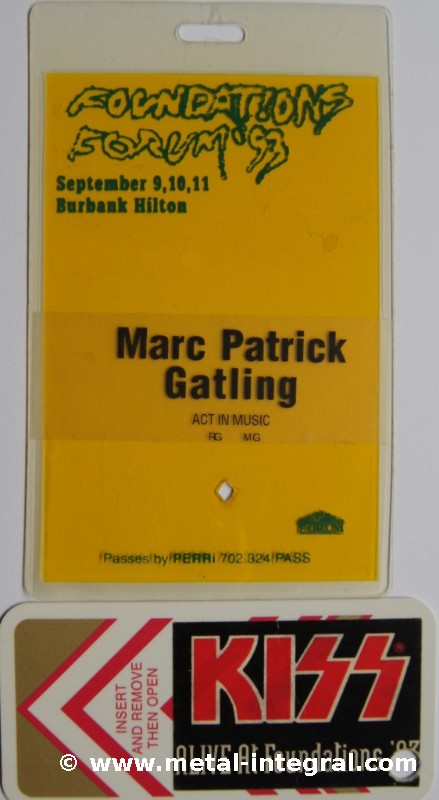 FOUNDATIONS
FORUM '93
September 9,10,11
Burbank Hilton
Marc Patrick
Gatling
ACT IN MUSIC
RG MG
Passes by PERRi 702.324.PASS
INSERT
AND REMOVE
THEN OPEN
KISS®
ALIVE At Foundations '93
© www.metal-integral.com